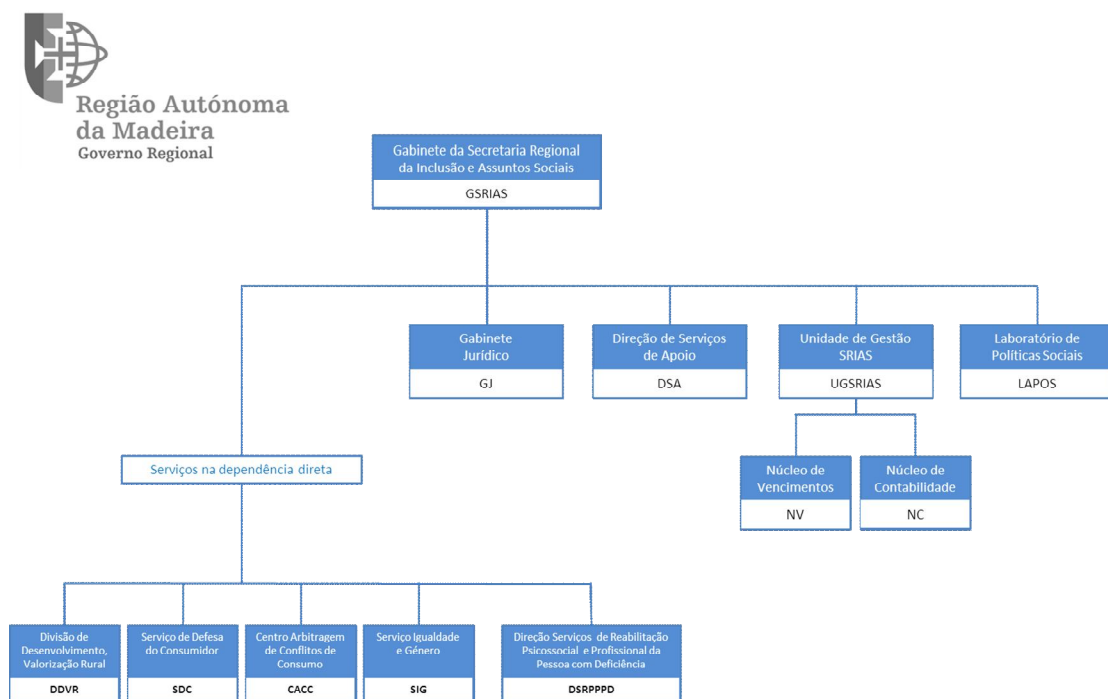 Região Autónoma
da Madeira
Governo Regional
Gabinete da Secretaria Regional
da Inclusão e Assuntos Sociais
GSRIAS
Gabinete
Jurídico
GJ
Direção de Serviços
de Apoio
DSA
Unidade de Gestão
SRIAS
UGSRIAS
Laboratório de
Políticas Sociais
LAPOS
Serviços na dependência direta
Núcleo de
Vencimentos
NV
Núcleo de
Contabilidade
NC
Divisão de
Desenvolvimento,
Valorização Rural
DDVR
Serviço de Defesa
do Consumidor
SDC
Centro Arbitragem
de Conflitos de
Consumo
CACC
Serviço Igualdade
e Género
SIG
Direção Serviços de Reabilitação
Psicossocial e Profissional da
Pessoa com Deficiência
DSRPPPD